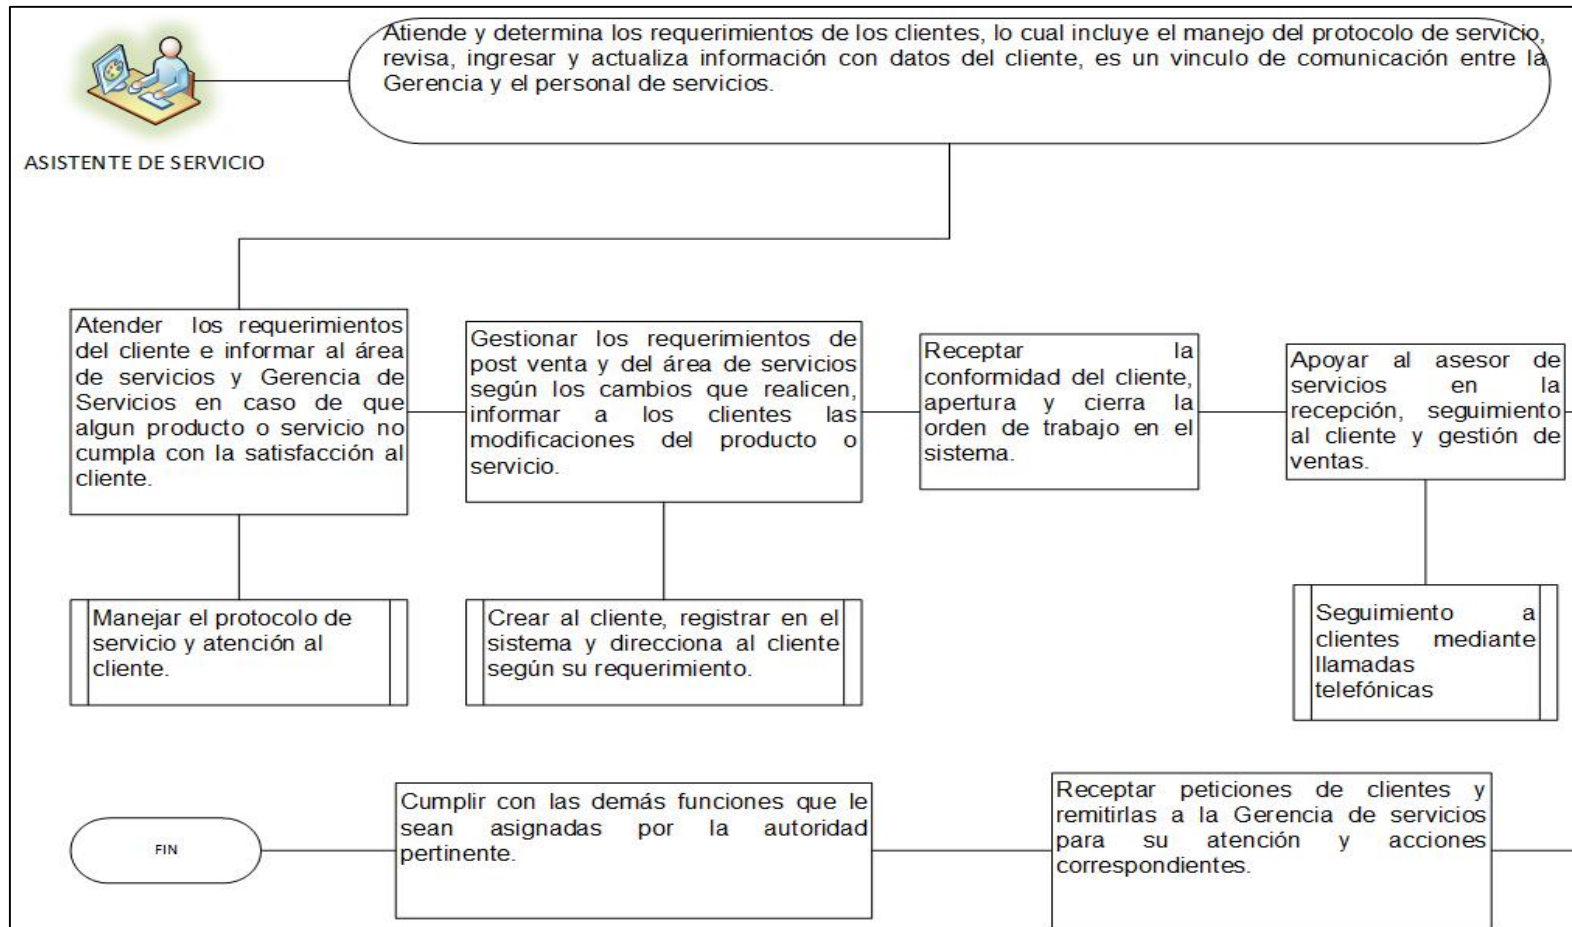 Atiende y determina los requerimientos de los clientes, lo cual incluye el manejo del protocolo de servicio,
revisa, ingresar y actualiza información con datos del cliente, es un vinculo de comunicación entre la
Gerencia y el personal de servicios.
ASISTENTE DE SERVICIO
Atender los requerimientos
del cliente e informar al área
de servicios y Gerencia de
Servicios en caso de que
algun producto o servicio no
cumpla con la satisfacción al
cliente.
Gestionar los requerimientos de
post venta y del área de servicios
según los cambios que realicen,
informar a los clientes las
modificaciones del producto o
servicio.
Receptar la
conformidad del cliente,
apertura y cierra la
orden de trabajo en el
sistema.
Apoyar al asesor de
servicios en la
recepción, seguimiento
al cliente y gestión de
ventas.
Manejar el protocolo de
servicio y atención al
cliente.
Crear al cliente, registrar en el
sistema y direcciona al cliente
según su requerimiento.
Seguimiento a
clientes mediante
llamadas
telefónicas
Receptar peticiones de clientes y
remitirlas a la Gerencia de servicios
para su atención y acciones
correspondientes.
Cumplir con las demás funciones que le
sean asignadas por la autoridad
pertinente.
FIN